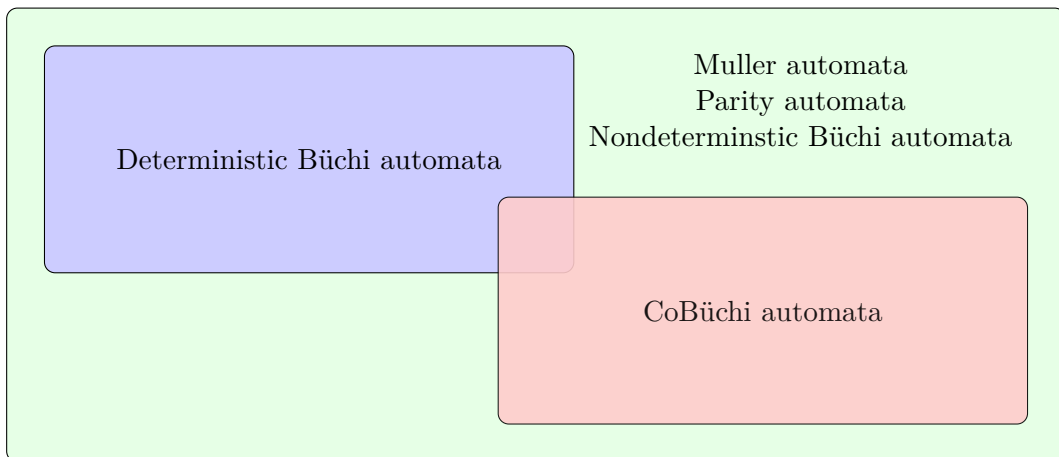 Muller automata
Parity automata
Nondeterminstic Büchi automata
Deterministic Büchi automata
CoBüchi automata